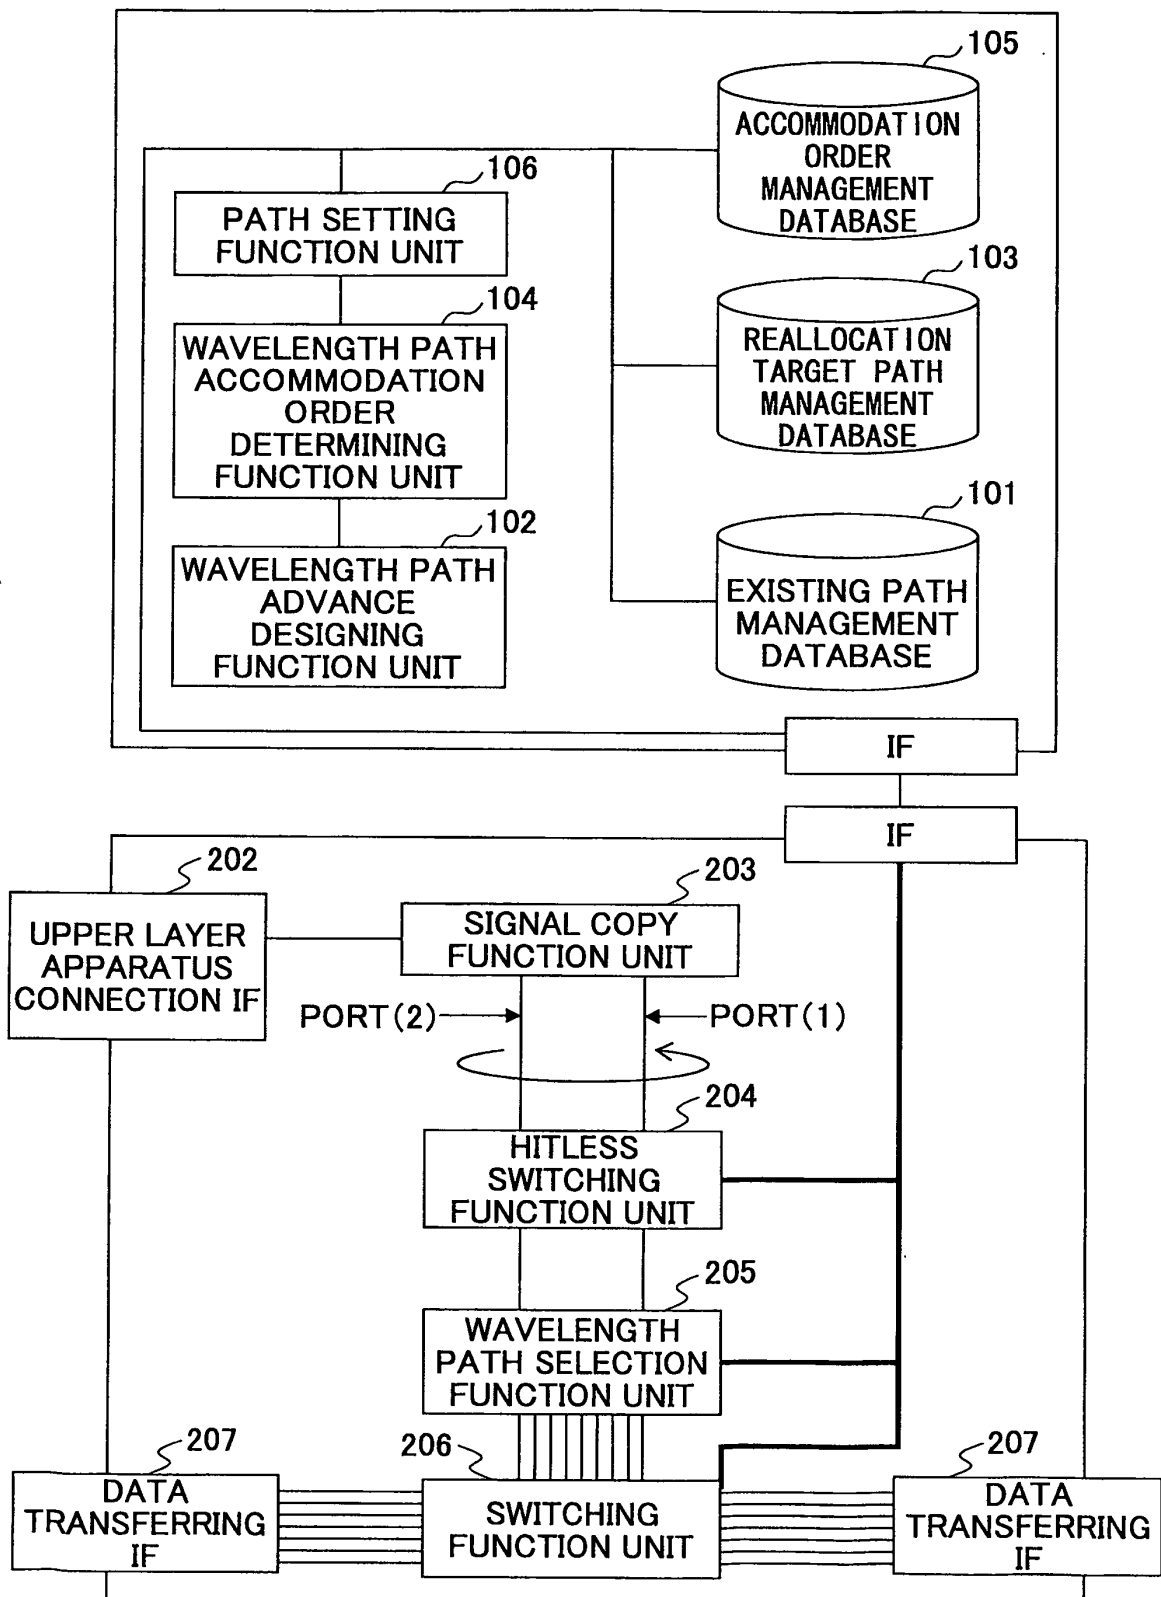 105
ACCOMMODATION
ORDER
MANAGEMENT
DATABASE
106
PATH SETTING
FUNCTION UNIT
103
REALLOCATION
TARGET PATH
MANAGEMENT
DATABASE
104
WAVELENGTH PATH
ACCOMMODATION
ORDER
DETERMINING
FUNCTION UNIT
101
EXISTING PATH
MANAGEMENT
DATABASE
102
WAVELENGTH PATH
ADVANCE
DESIGNING
FUNCTION UNIT
IF
IF
202
UPPER LAYER
APPARATUS
CONNECTION IF
203
SIGNAL COPY
FUNCTION UNIT
PORT(2)
PORT(1)
204
HITLESS
SWITCHING
FUNCTION UNIT
205
WAVELENGTH
PATH SELECTION
FUNCTION UNIT
207
DATA
TRANSFERRING
IF
206
SWITCHING
FUNCTION UNIT
207
DATA
TRANSFERRING
IF